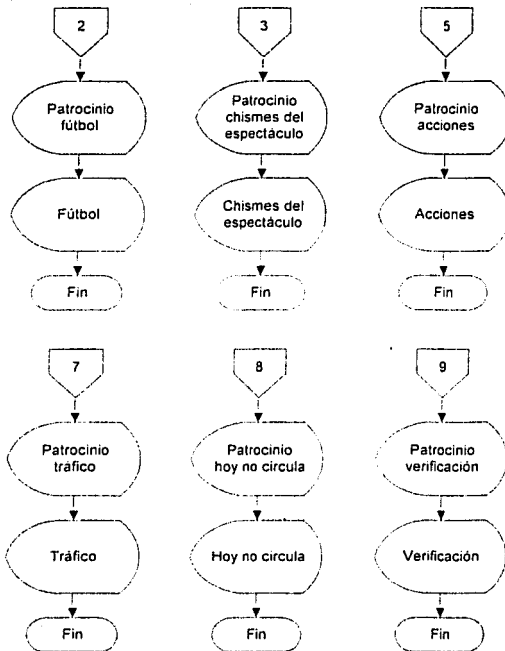 2
Patrocinio
fútbol
Fútbol
Fin
3
Patrocinio
chismes del
espectáculo
Chismes del
espectáculo
Fin
5
Patrocinio
acciones
Acciones
Fin
7
Patrocinio
tráfico
Tráfico
Fin
8
Patrocinio
hoy no circula
Hoy no circula
Fin
9
Patrocinio
verificación
Verificación
Fin